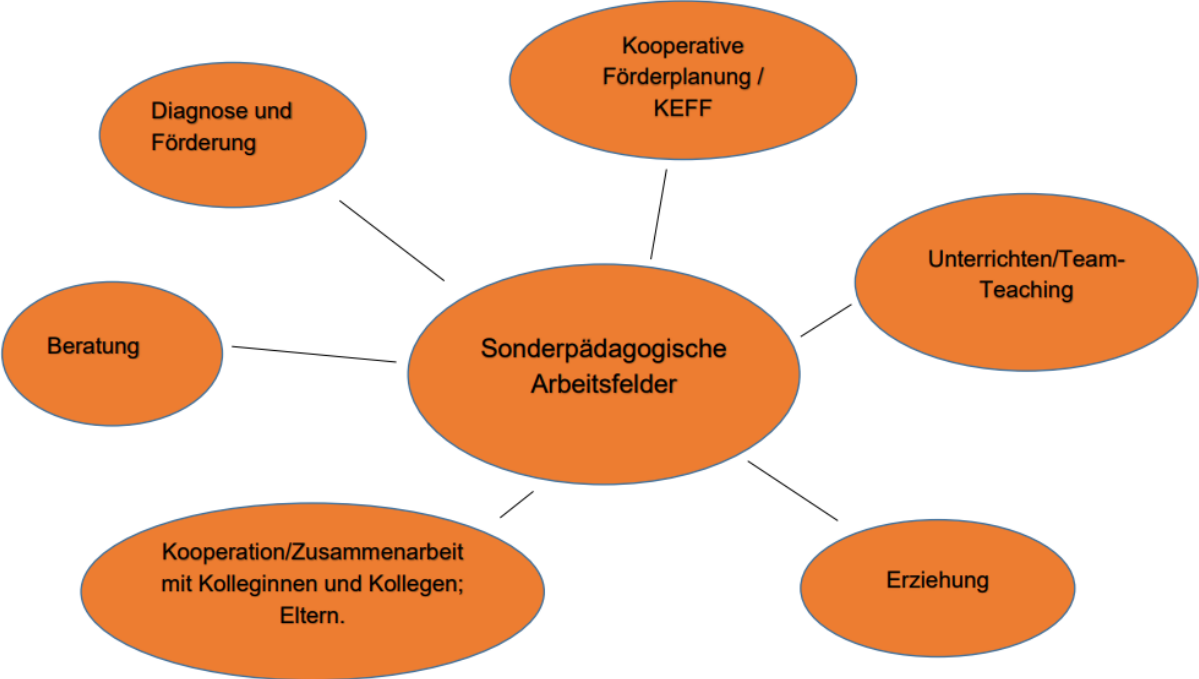 Kooperative
Förderplanung /
KEFF
Diagnose und
Förderung
Unterrichten/Team-
Teaching
Beratung
Sonderpädagogische
Arbeitsfelder
Kooperation/Zusammenarbeit
mit Kolleginnen und Kollegen;
Eltern.
Erziehung